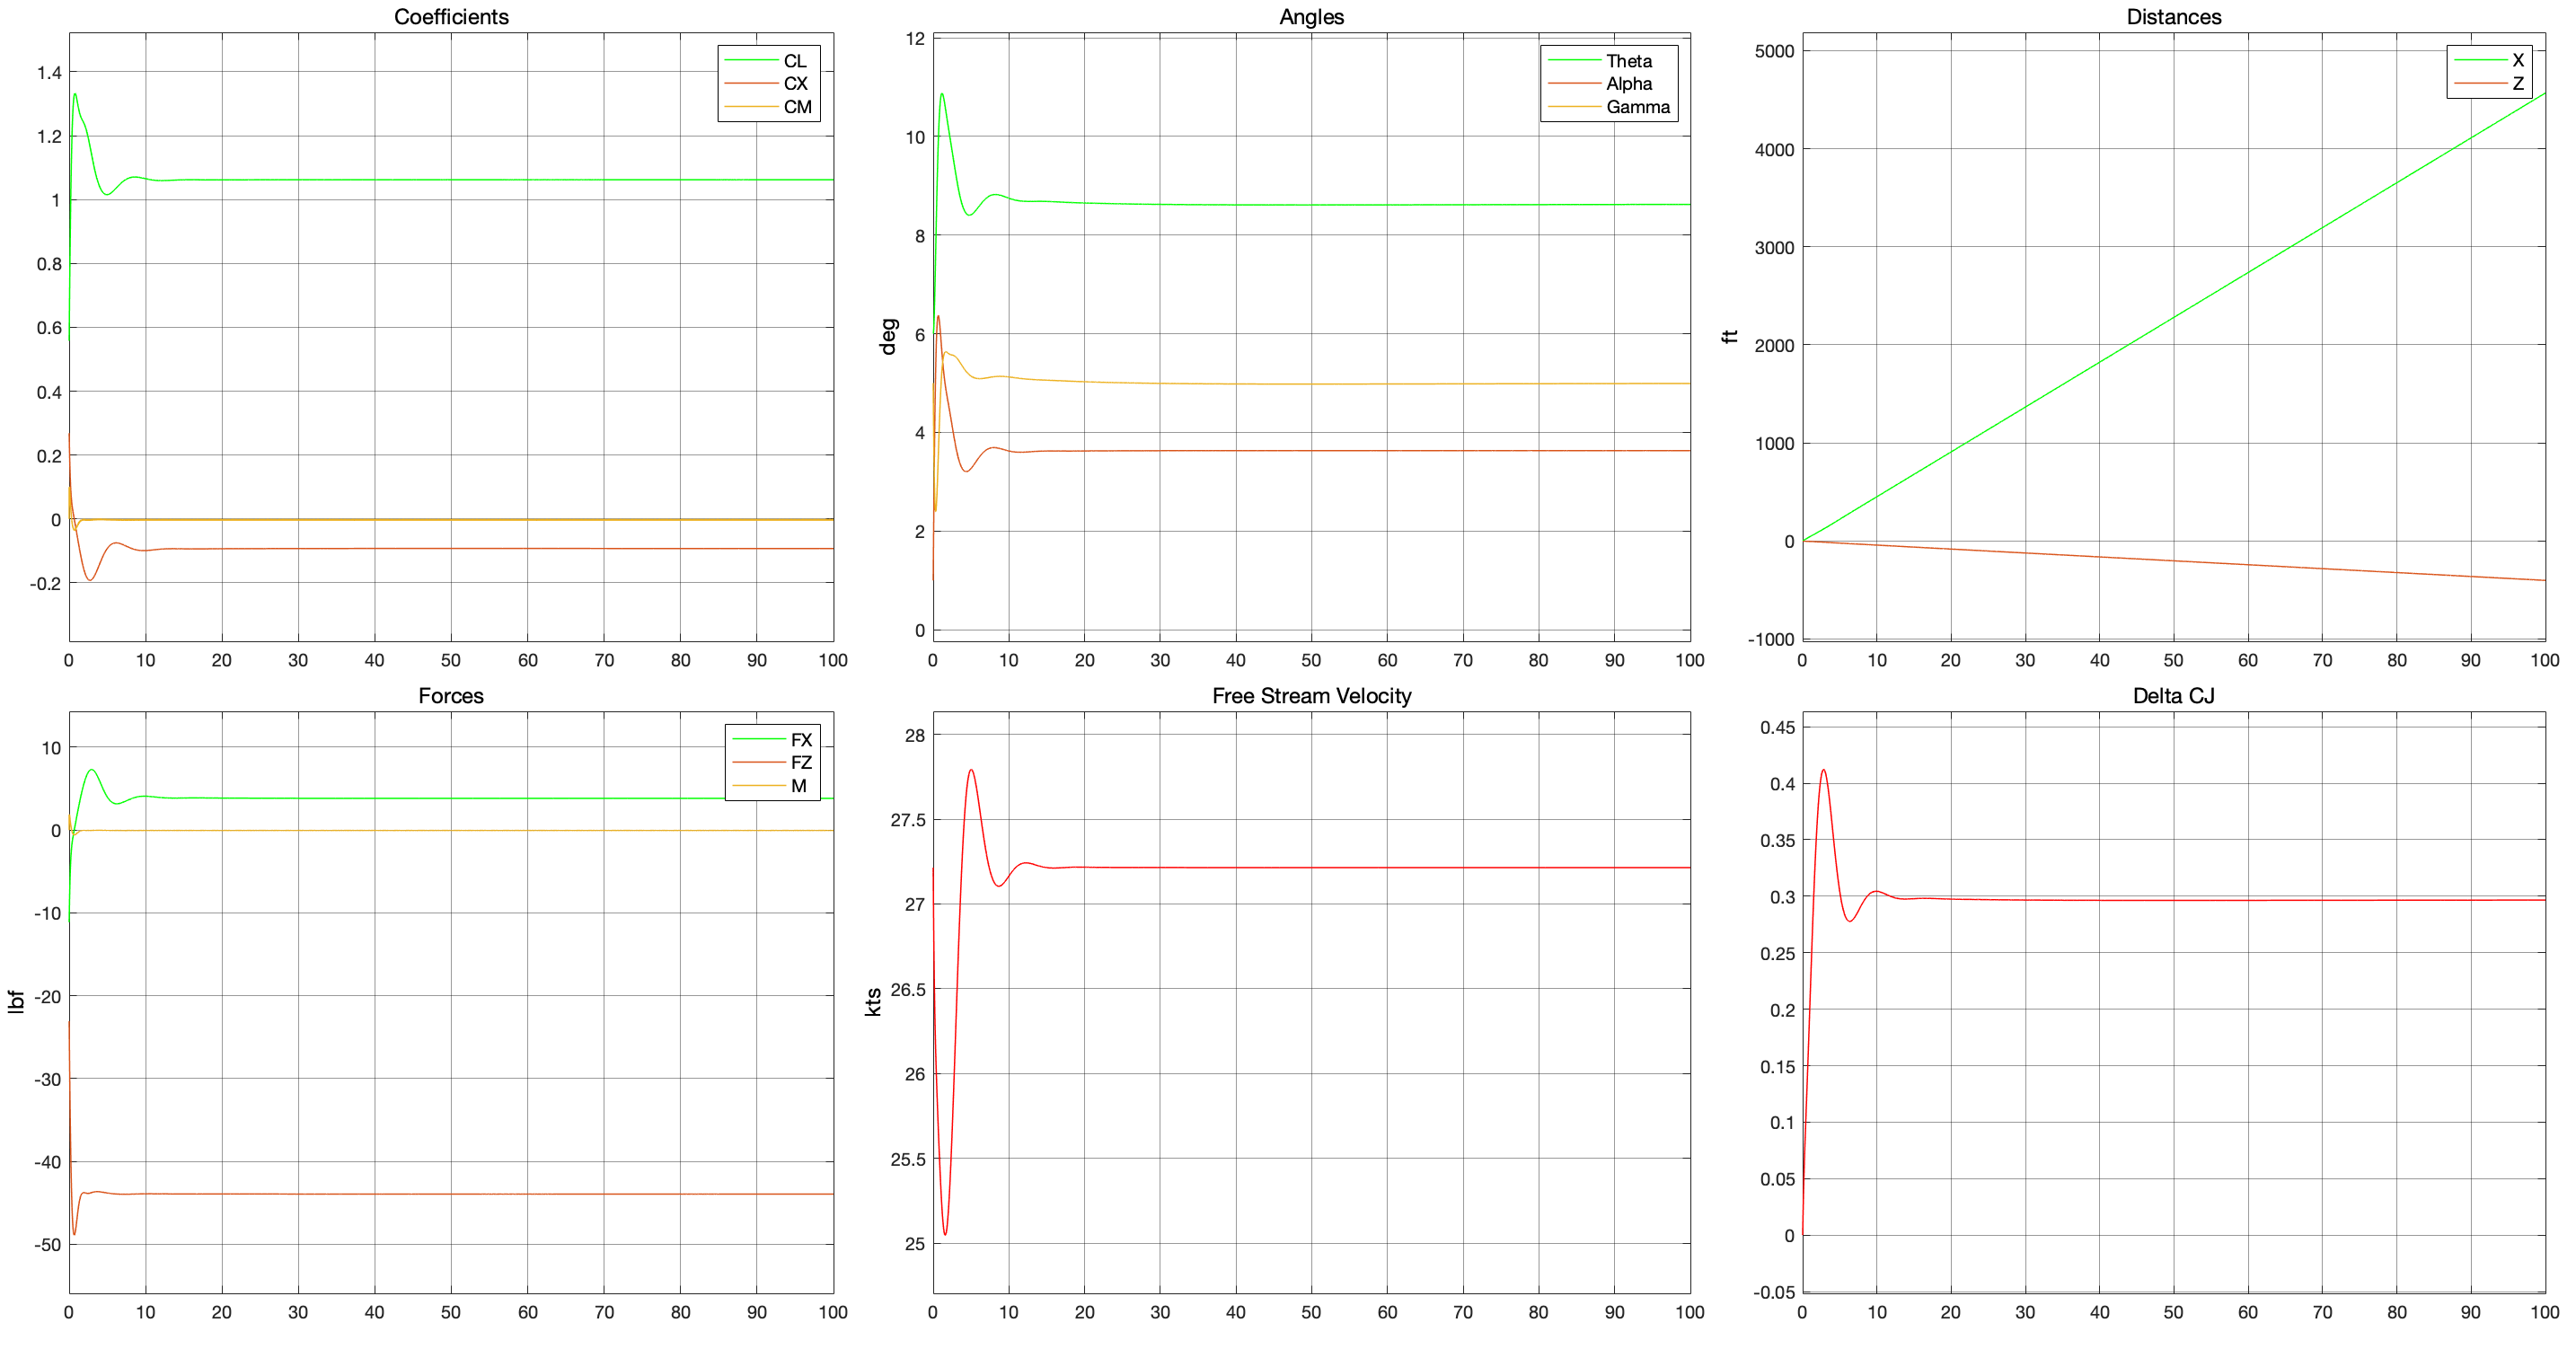 Coefficients
1.4
1.2
1
0.8
0.6
0.4
0.2
0
-0.2
0 10 20 30 40 50 60 70 80 90 100
CL
CX
CM
Angles
deg
12
10
8
6
4
2
0
0 10 20 30 40 50 60 70 80 90 100
Theta
Alpha
Gamma
Distances
ft
5000
4000
3000
2000
1000
0
-1000
0 10 20 30 40 50 60 70 80 90 100
X
Z
Forces
lbf
10
0
-10
-20
-30
-40
-50
0 10 20 30 40 50 60 70 80 90 100
FX
FZ
M
Free Stream Velocity
kts
28
27.5
27
26.5
26
25.5
25
0 10 20 30 40 50 60 70 80 90 100
Delta CJ
0.45
0.4
0.35
0.3
0.25
0.2
0.15
0.1
0.05
0
-0.05
0 10 20 30 40 50 60 70 80 90 100